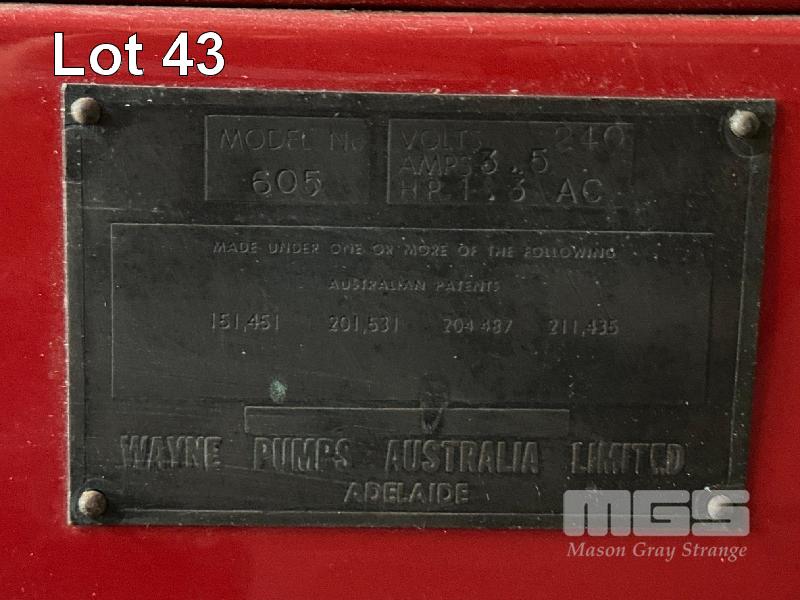 Lot 43
MODEL No
605
VOLTS 240
AMPS 3.5
H.P. 1.3 AC
MADE UNDER ONE OR MORE OF THE FOLLOWING
AUSTRALIAN PATENTS
151,451 201,531 204,487 211,435
WAYNE PUMPS AUSTRALIA LIMITED
ADELAIDE
MGS
Mason Gray Strange